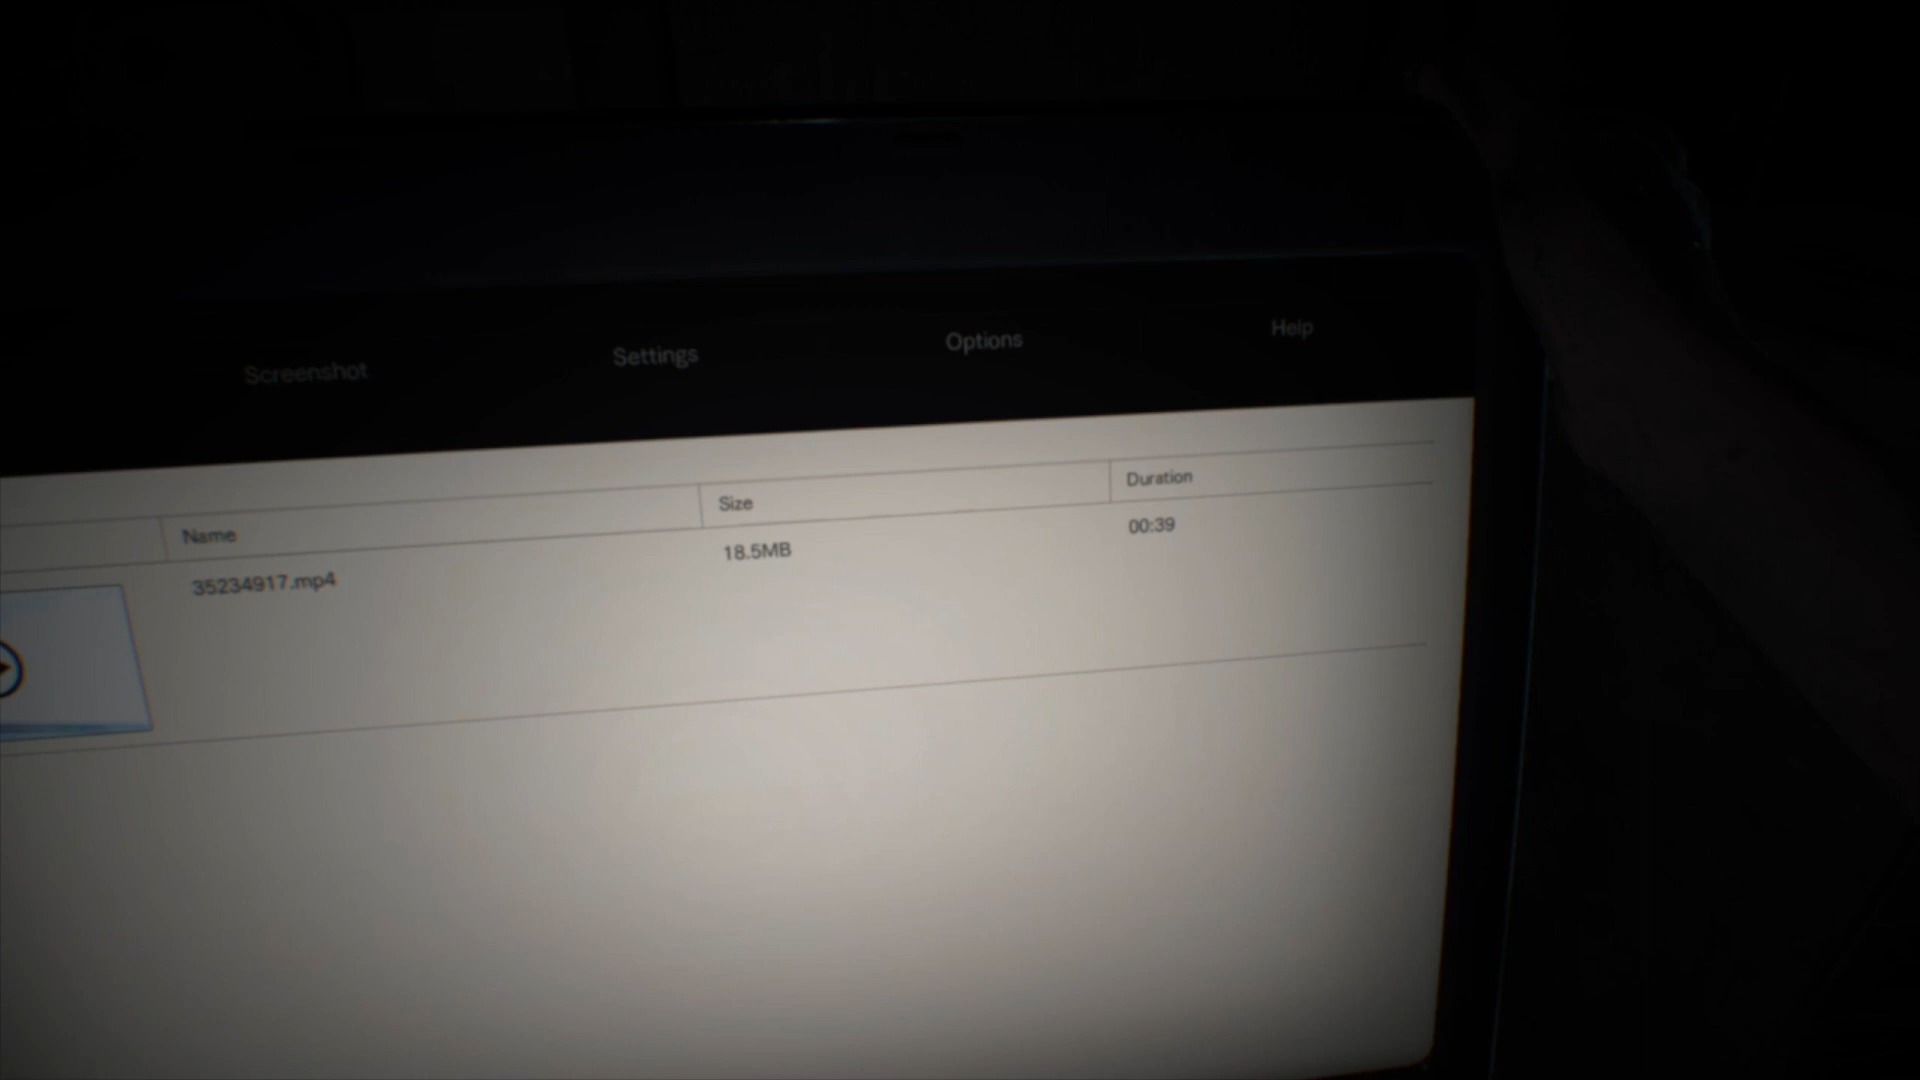 Screenshot Settings Options Help
Name Size Duration
35234917.mp4 18.5MB 00:39